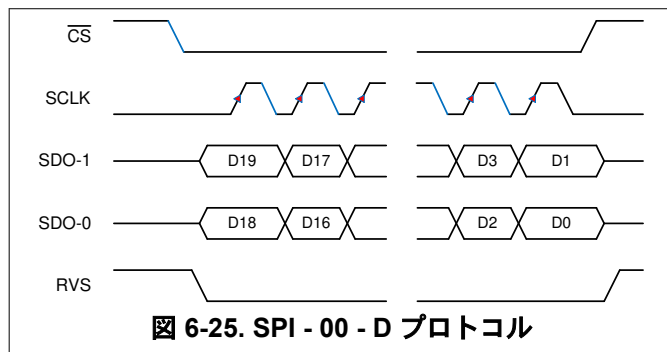 CS
SCLK
SDO-1 D19 D17 D3 D1
SDO-0 D18 D16 D2 D0
RVS
図 6-25. SPI - 00 - D プロトコル